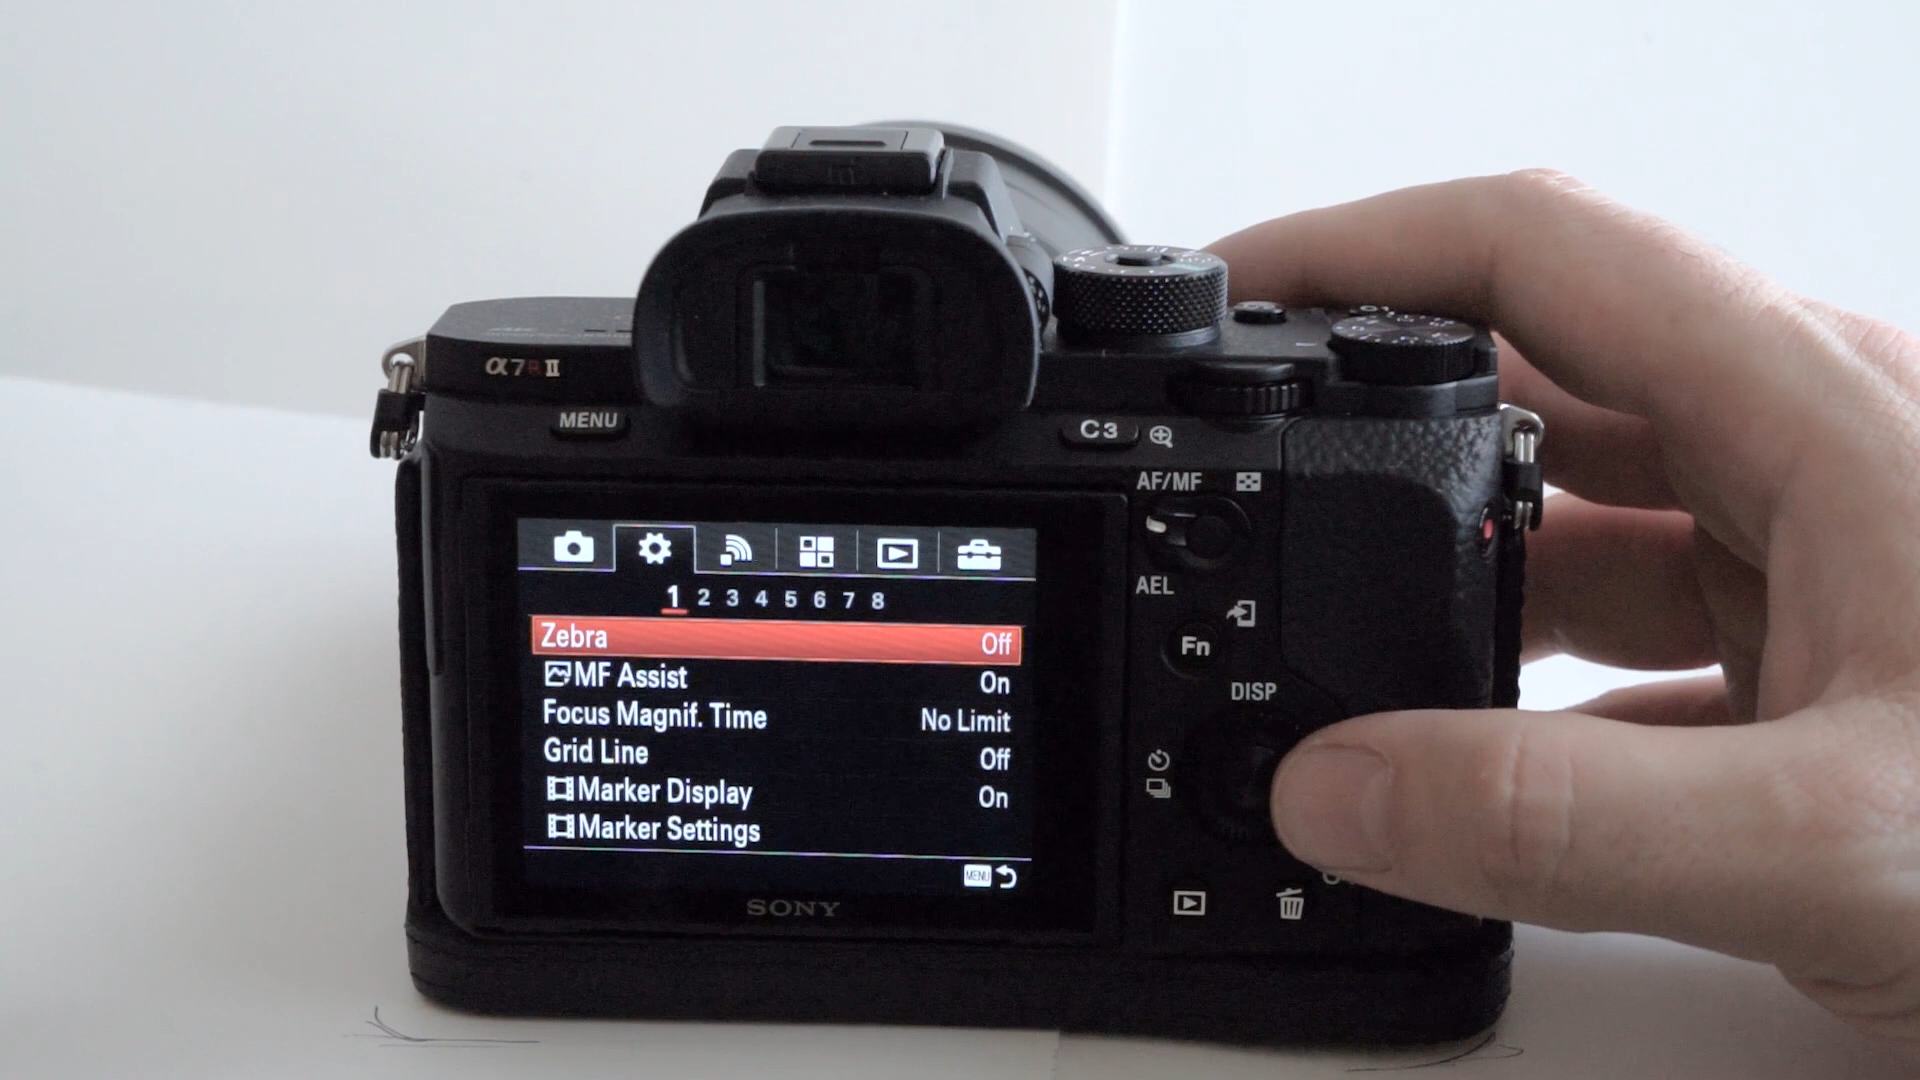 α7RII
MENU
C3
AF/MF
AEL
Fn
DISP
1 2 3 4 5 6 7 8
Zebra Off
MF Assist On
Focus Magnif. Time No Limit
Grid Line Off
Marker Display On
Marker Settings
MENU
SONY